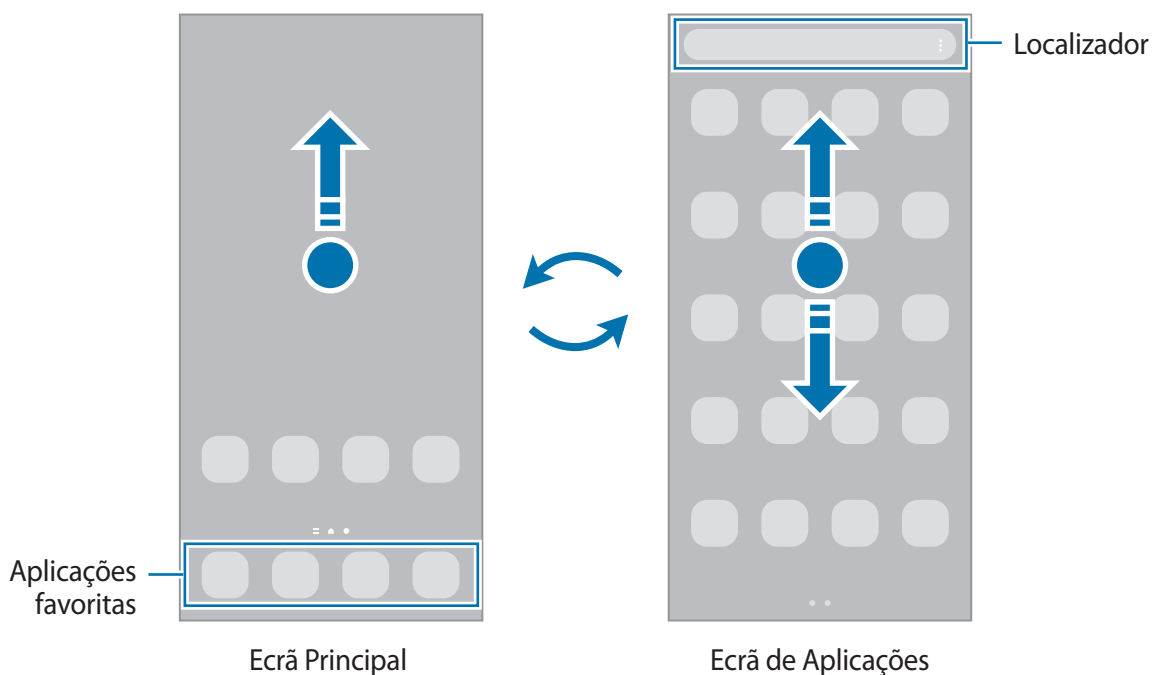 Localizador
Aplicações
favoritas
Ecrã Principal
Ecrã de Aplicações